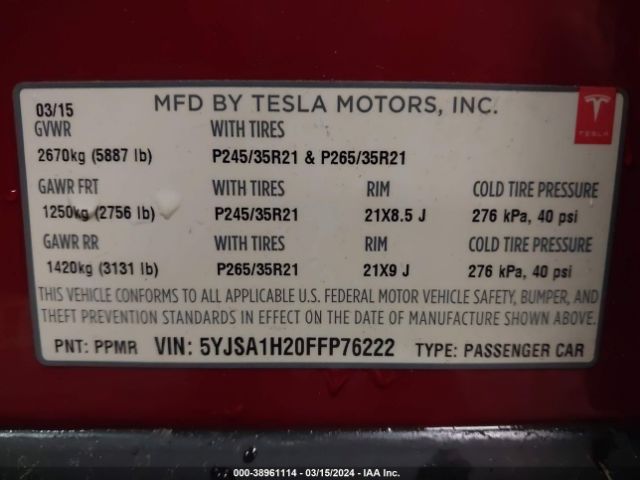 03/15 MFD BY TESLA MOTORS, INC.
TESLA
GVWR WITH TIRES
2670kg (5887 lb) P245/35R21 & P265/35R21
GAWR FRT WITH TIRES RIM COLD TIRE PRESSURE
1250kg (2756 lb) P245/35R21 21X8.5 J 276 kPa, 40 psi
GAWR RR WITH TIRES RIM COLD TIRE PRESSURE
1420kg (3131 lb) P265/35R21 21X9 J 276 kPa, 40 psi
THIS VEHICLE CONFORMS TO ALL APPLICABLE U.S. FEDERAL MOTOR VEHICLE SAFETY, BUMPER, AND
THEFT PREVENTION STANDARDS IN EFFECT ON THE DATE OF MANUFACTURE SHOWN ABOVE.
PNT: PPMR VIN: 5YJSA1H20FFP76222 TYPE: PASSENGER CAR
000-38961114 - 03/15/2024 - IAA Inc.